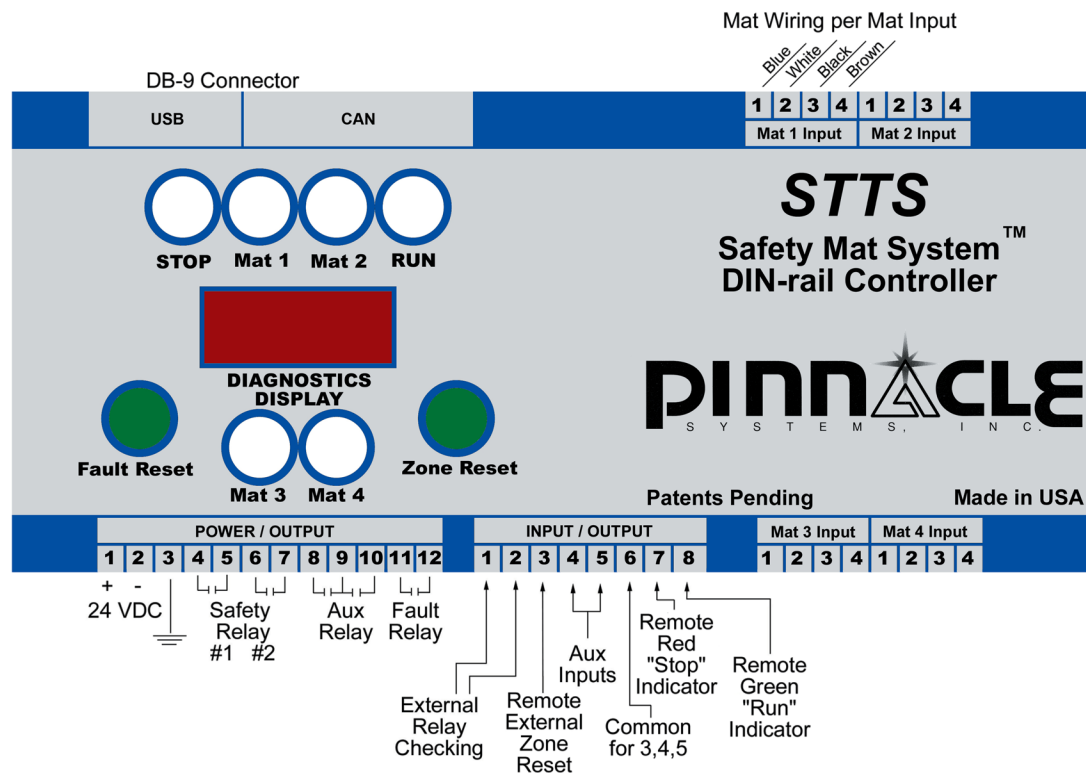 Mat Wiring per Mat Input
Blue
White
Black
Brown
DB-9 Connector
USB
CAN
1 2 3 4 1 2 3 4
Mat 1 Input
Mat 2 Input
STOP
Mat 1
Mat 2
RUN
STTS
Safety Mat System™
DIN-rail Controller
DIAGNOSTICS
DISPLAY
PINNACLE
SYSTEMS, INC.
Fault Reset
Zone Reset
Mat 3
Mat 4
Patents Pending
Made in USA
POWER / OUTPUT
1 2 3 4 5 6 7 8 9 10 11 12
INPUT / OUTPUT
1 2 3 4 5 6 7 8
Mat 3 Input
Mat 4 Input
1 2 3 4 1 2 3 4
+ -
24 VDC
Safety
Relay
#1 #2
Aux
Relay
Fault
Relay
External
Relay
Checking
Remote
External
Zone
Reset
Aux
Inputs
Common
for 3,4,5
Remote
Red
"Stop"
Indicator
Remote
Green
"Run"
Indicator